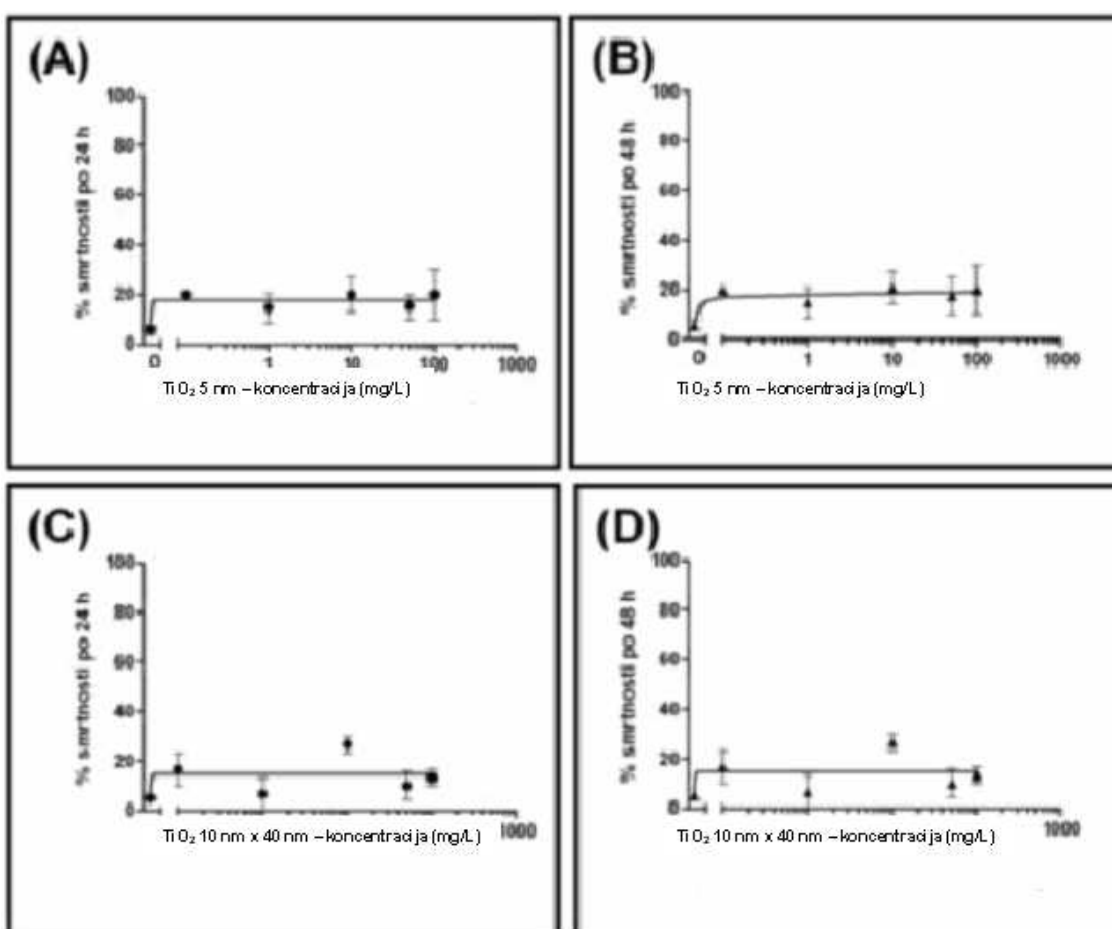 (A)
% smrtnosti po 24 h
100
80
60
40
20
0
0 1 10 100 1000
TiO₂ 5 nm – koncentracija (mg/L)
(B)
% smrtnosti po 48 h
100
80
60
40
20
0
0 1 10 100 1000
TiO₂ 5 nm – koncentracija (mg/L)
(C)
% smrtnosti po 24 h
100
80
60
40
20
0
1000
TiO₂ 10 nm x 40 nm – koncentracija (mg/L)
(D)
% smrtnosti po 48 h
100
80
60
40
20
0
1000
TiO₂ 10 nm x 40 nm – koncentracija (mg/L)